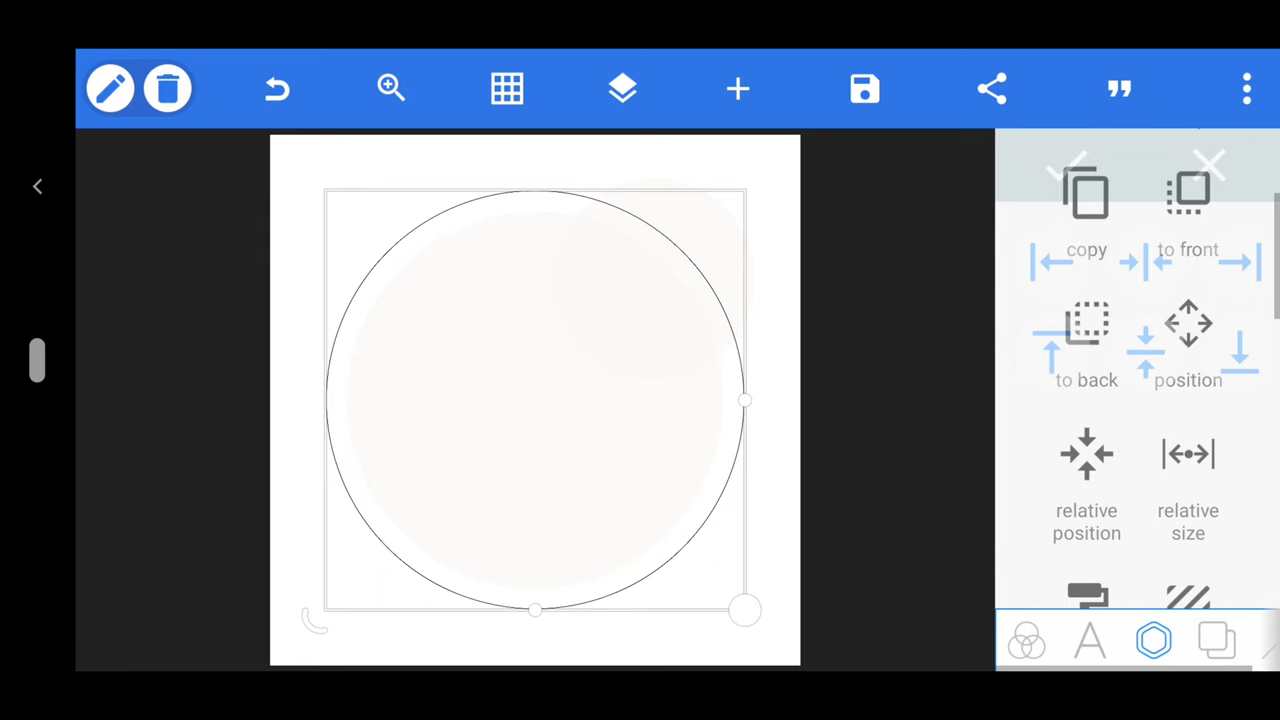 copy
to front
to back
position
relative
position
relative
size